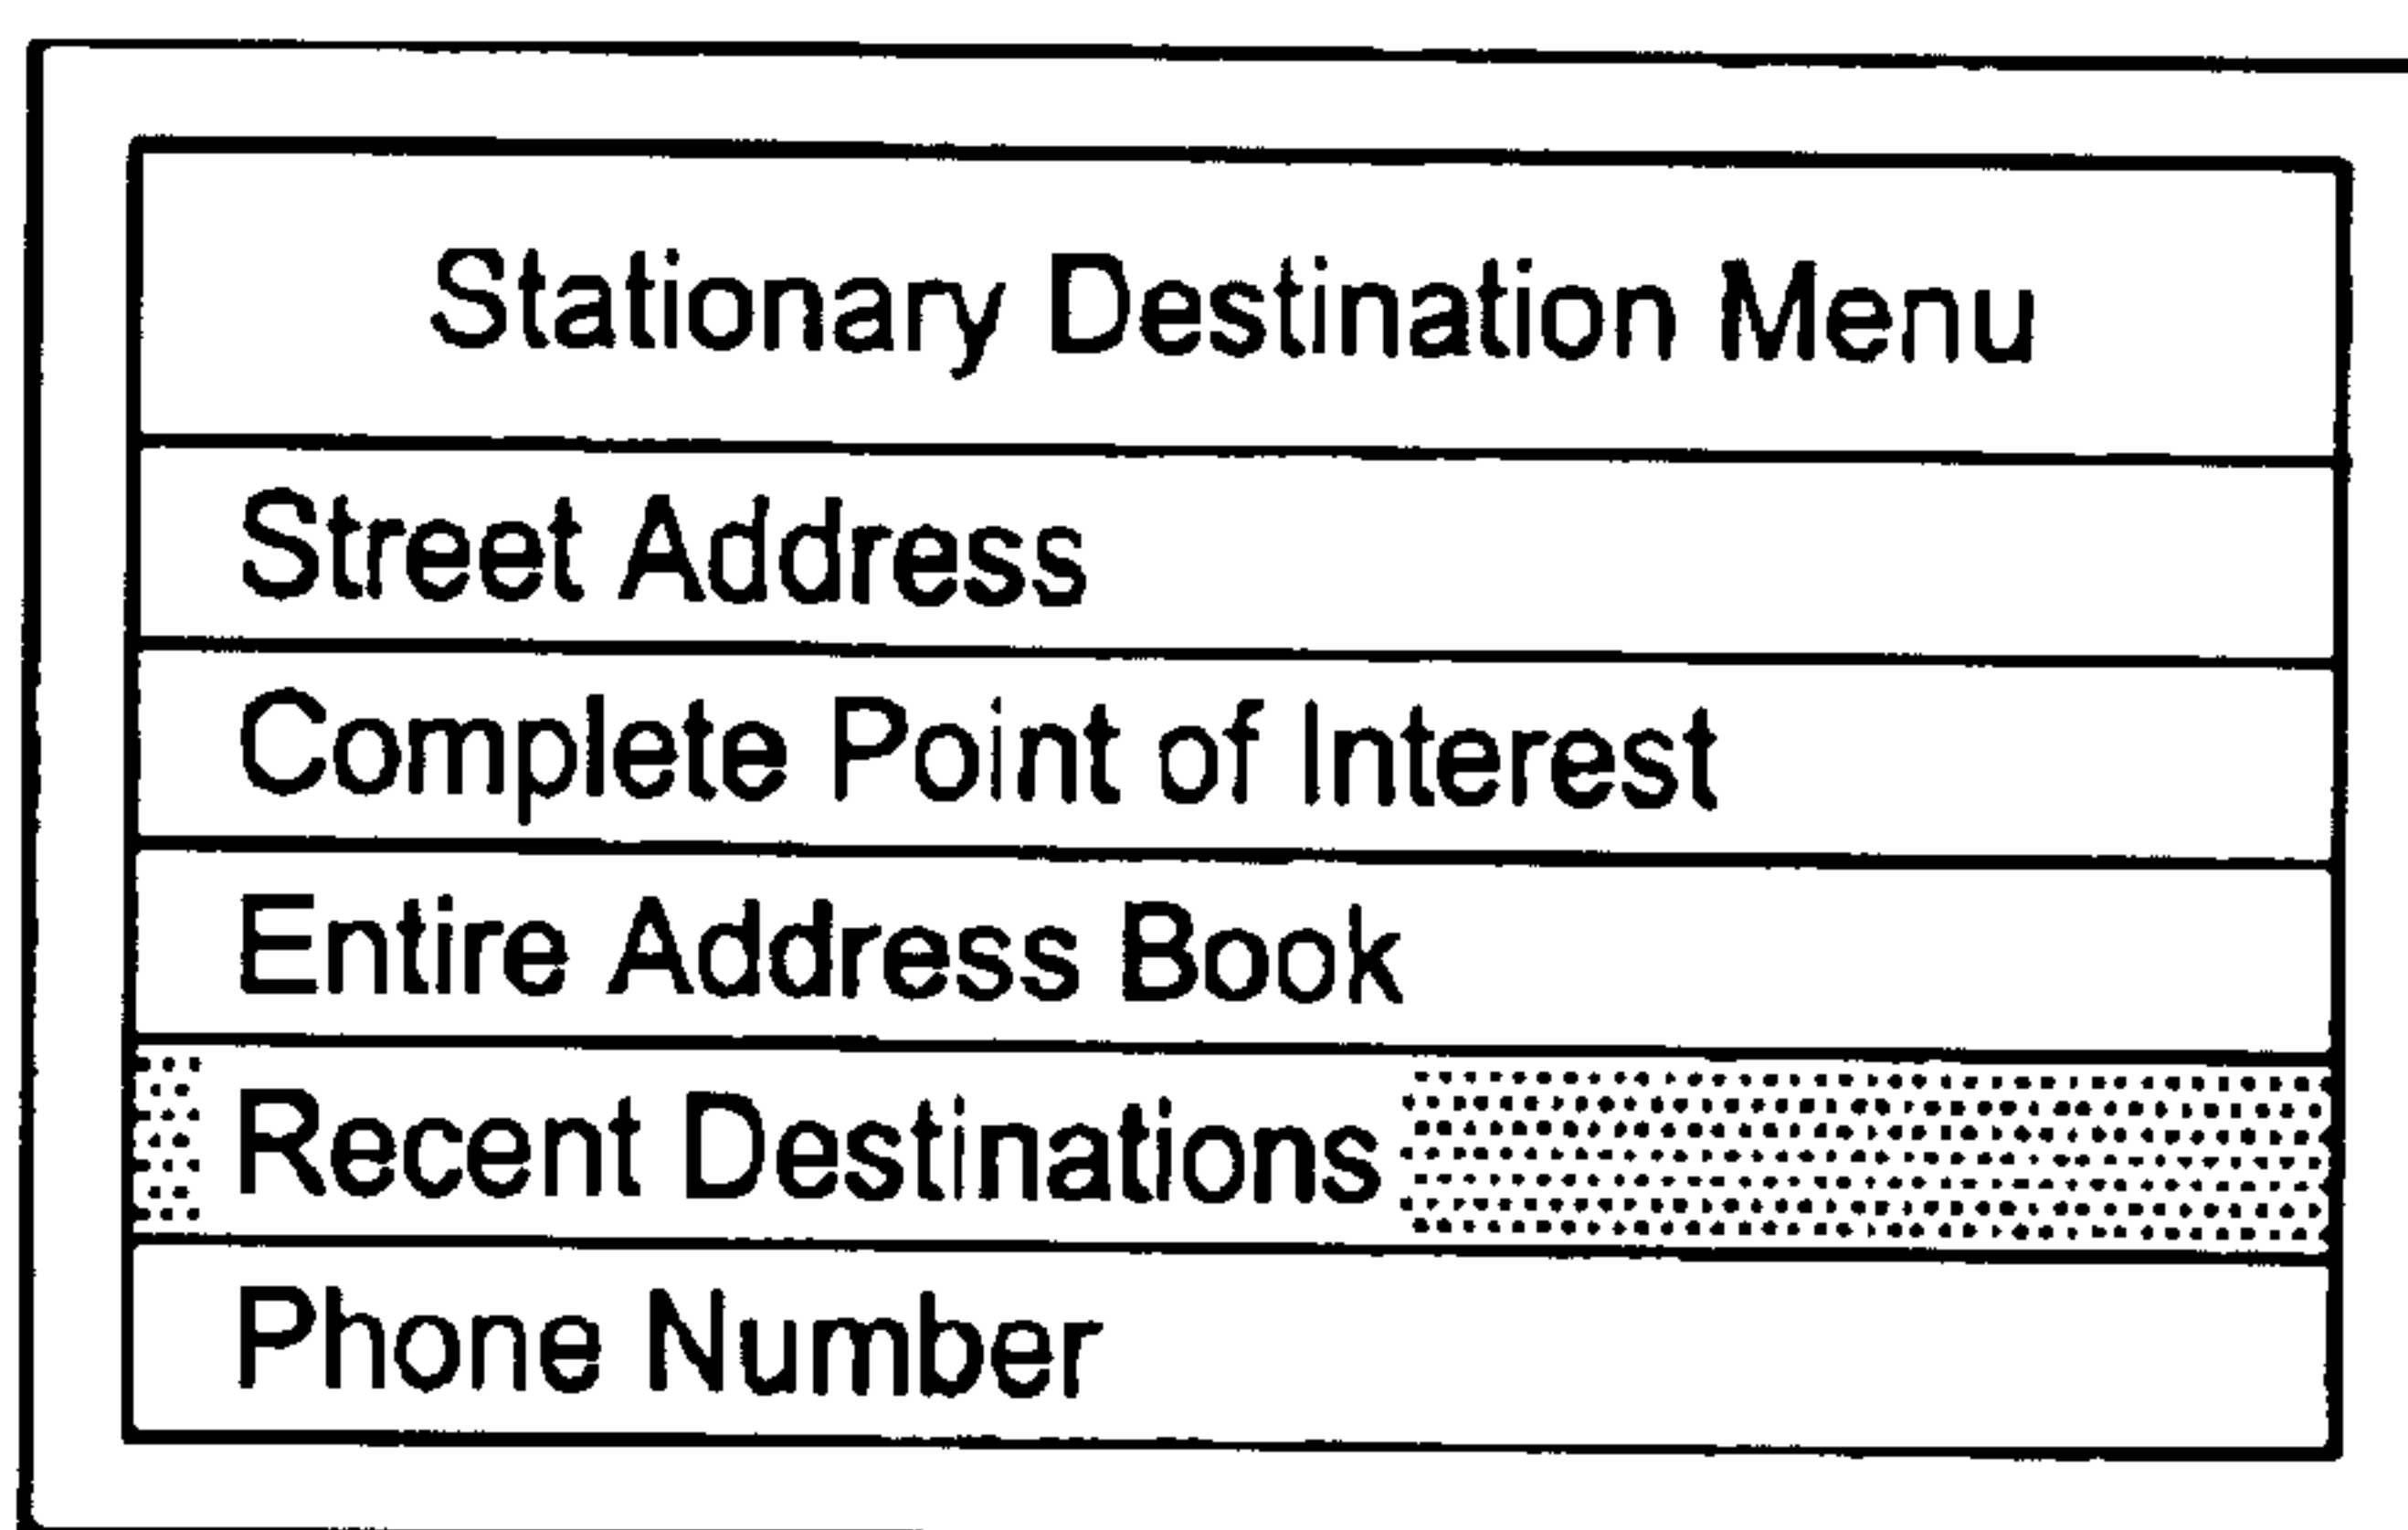 Stationary Destination Menu
Street Address
Complete Point of Interest
Entire Address Book
Recent Destinations
Phone Number